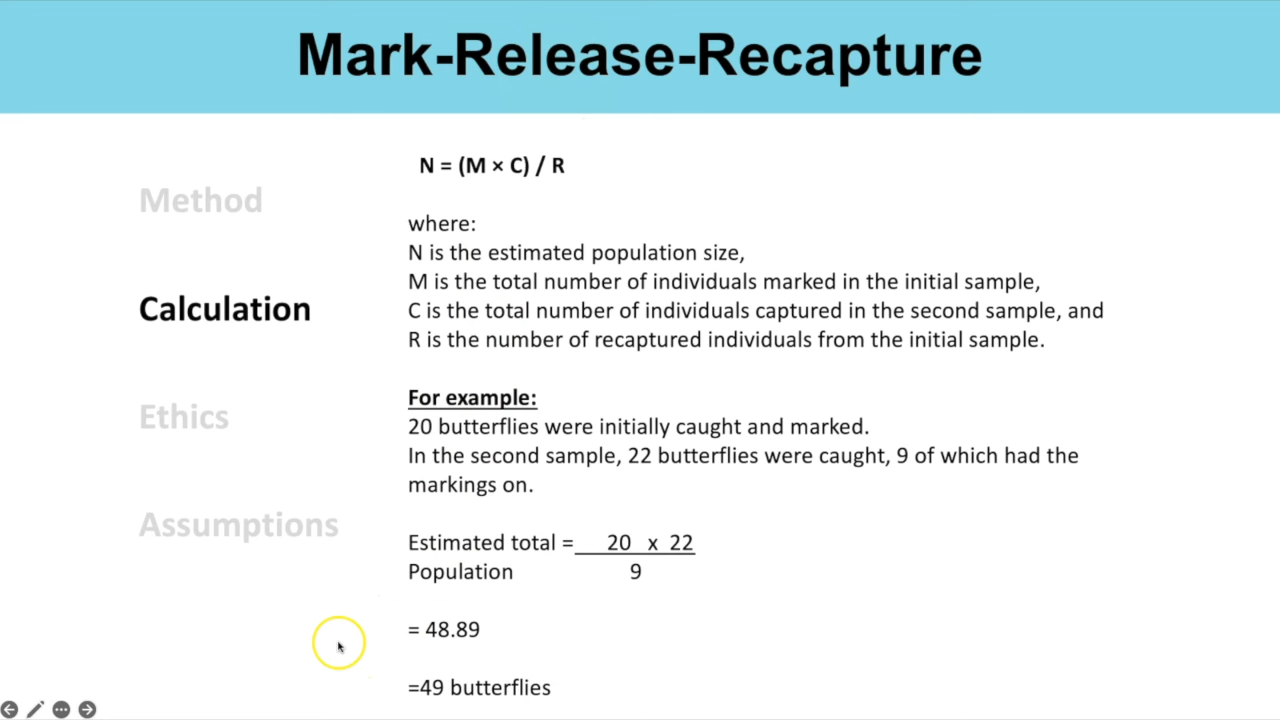 Mark-Release-Recapture
Method
Calculation
Ethics
Assumptions
N = (M × C) / R
where:
N is the estimated population size,
M is the total number of individuals marked in the initial sample,
C is the total number of individuals captured in the second sample, and
R is the number of recaptured individuals from the initial sample.
For example:
20 butterflies were initially caught and marked.
In the second sample, 22 butterflies were caught, 9 of which had the
markings on.
Estimated total = 20 x 22
Population 9
= 48.89
=49 butterflies